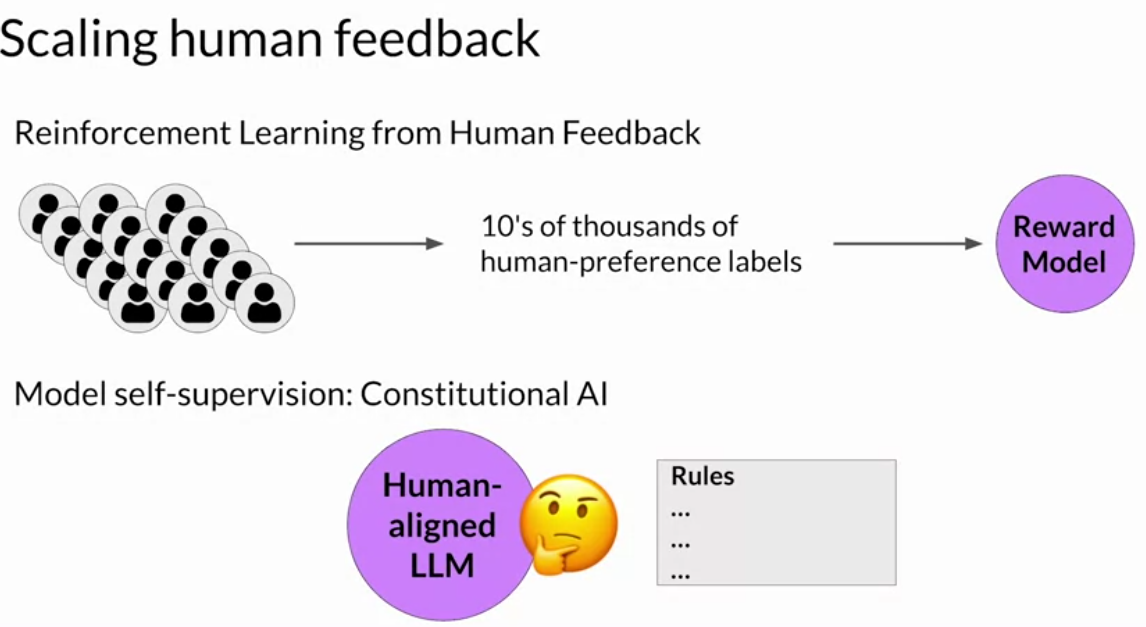 Scaling human feedback
Reinforcement Learning from Human Feedback
10's of thousands of
human-preference labels
Reward
Model
Model self-supervision: Constitutional AI
Human-
aligned
LLM
Rules
...
...
...